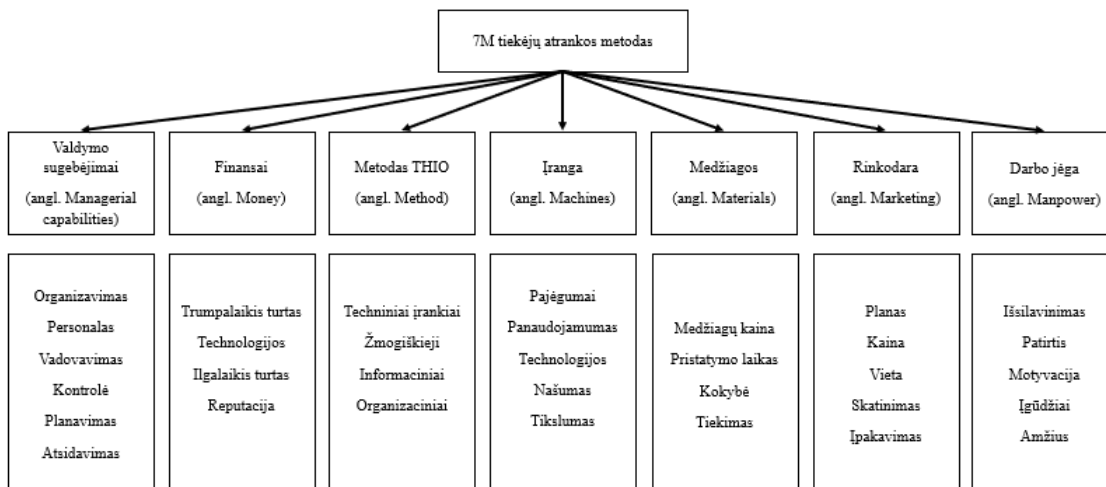 7M tiekėjų atrankos metodas
Valdymo
sugebėjimai
(angl. Managerial
capabilities)
Finansai
(angl. Money)
Metodas THIO
(angl. Method)
Įranga
(angl. Machines)
Medžiagos
(angl. Materials)
Rinkodara
(angl. Marketing)
Darbo jėga
(angl. Manpower)
Organizavimas
Personalas
Vadovavimas
Kontrolė
Planavimas
Atsidavimas
Trumpalaikis turtas
Technologijos
Ilgalaikis turtas
Reputacija
Techniniai įrankiai
Žmogiškieji
Informaciniai
Organizaciniai
Pajėgumai
Panaudojamumas
Technologijos
Našumas
Tikslumas
Medžiagų kaina
Pristatymo laikas
Kokybė
Tiekimas
Planas
Kaina
Vieta
Skatinimas
Įpakavimas
Išsilavinimas
Patirtis
Motyvacija
Įgūdžiai
Amžius